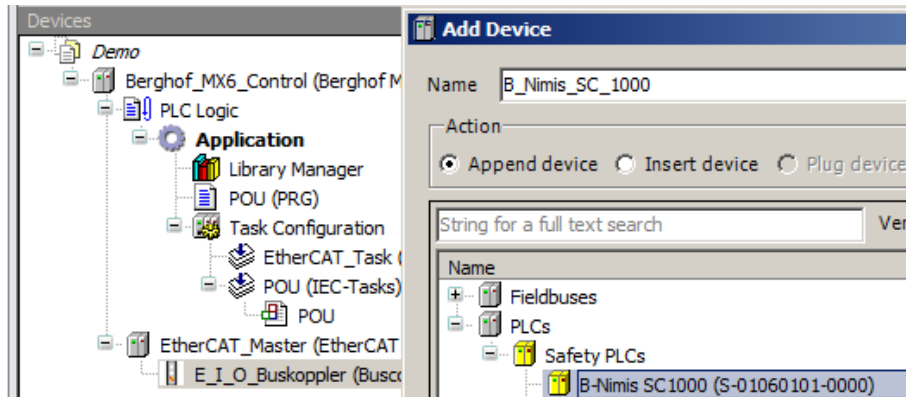 Devices
Demo
Berghof_MX6_Control (Berghof M
PLC Logic
Application
Library Manager
POU (PRG)
Task Configuration
EtherCAT_Task (
POU (IEC-Tasks)
POU
EtherCAT_Master (EtherCAT
E_I_O_Buskoppler (Busco
Add Device
Name B_Nimis_SC_1000
Action
Append device Insert device Plug device
String for a full text search Ver
Name
Fieldbuses
PLCs
Safety PLCs
B-Nimis SC1000 (S-01060101-0000)